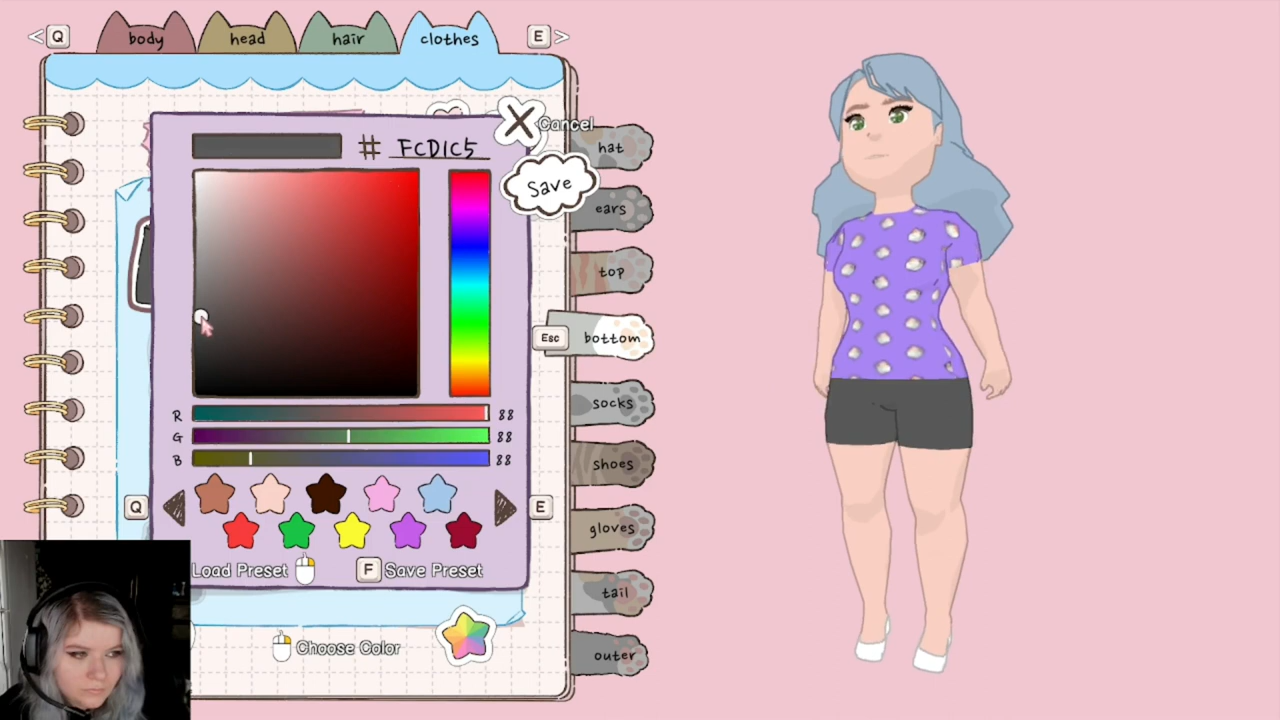 < Q body head hair clothes E >
# FCD1C5 Cancel
Save
hat
ears
top
Esc bottom
socks
shoes
gloves
tail
outer
R 88
G 88
B 88
Q E
Load Preset F Save Preset
Choose Color